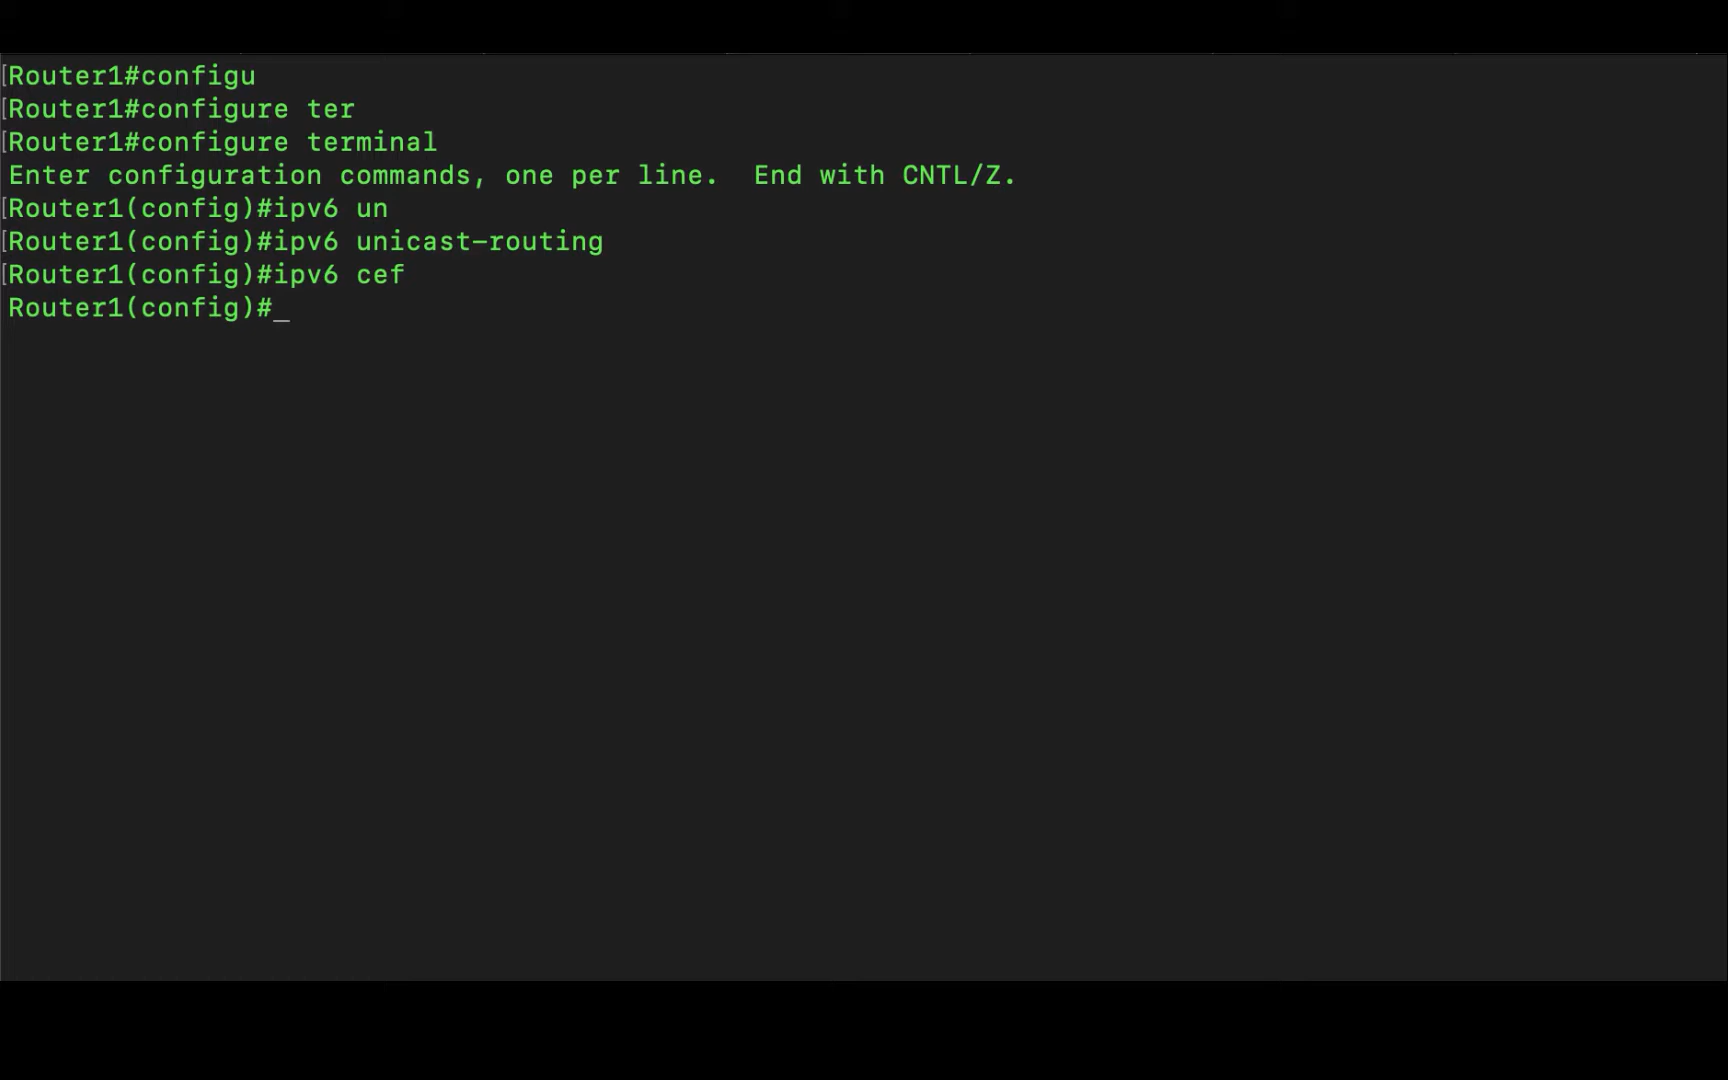 [Router1#configu
[Router1#configure ter
[Router1#configure terminal
Enter configuration commands, one per line.  End with CNTL/Z.
[Router1(config)#ipv6 un
[Router1(config)#ipv6 unicast-routing
[Router1(config)#ipv6 cef
Router1(config)#_